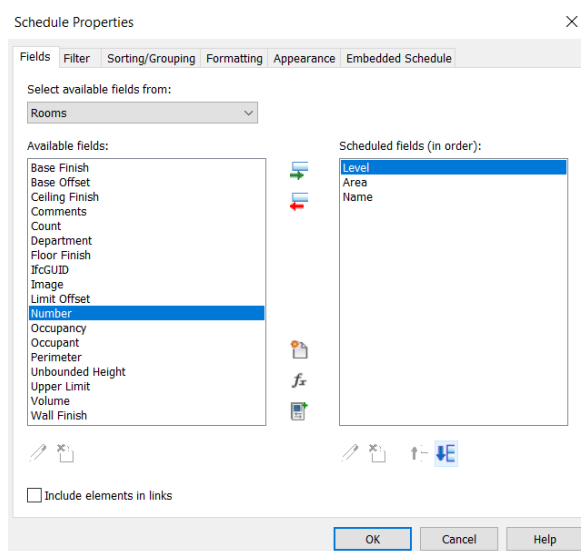 Schedule Properties
Fields Filter Sorting/Grouping Formatting Appearance Embedded Schedule
Select available fields from:
Rooms
Available fields:
Base Finish
Base Offset
Ceiling Finish
Comments
Count
Department
Floor Finish
IfcGUID
Image
Limit Offset
Number
Occupancy
Occupant
Perimeter
Unbounded Height
Upper Limit
Volume
Wall Finish
fx
Scheduled fields (in order):
Level
Area
Name
Include elements in links
OK Cancel Help